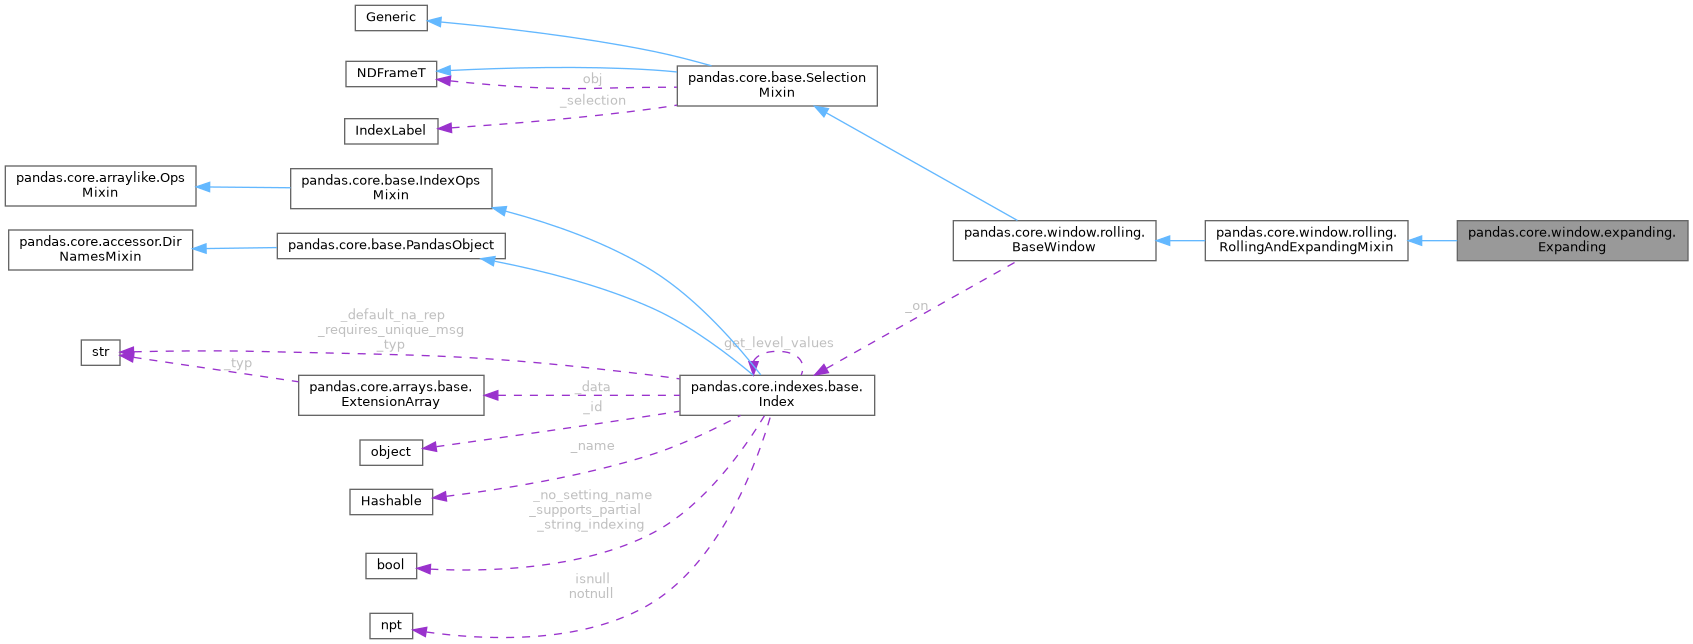 Generic
NDFrameT
obj
pandas.core.base.Selection
Mixin
_selection
IndexLabel
pandas.core.arraylike.Ops
Mixin
pandas.core.base.IndexOps
Mixin
pandas.core.accessor.Dir
NamesMixin
pandas.core.base.PandasObject
pandas.core.window.rolling.
BaseWindow
pandas.core.window.rolling.
RollingAndExpandingMixin
pandas.core.window.expanding.
Expanding
_on
_default_na_rep
_requires_unique_msg
_typ
get_level_values
str
_typ
pandas.core.arrays.base.
ExtensionArray
_data
pandas.core.indexes.base.
Index
_id
object
_name
Hashable
_no_setting_name
_supports_partial
_string_indexing
bool
isnull
notnull
npt